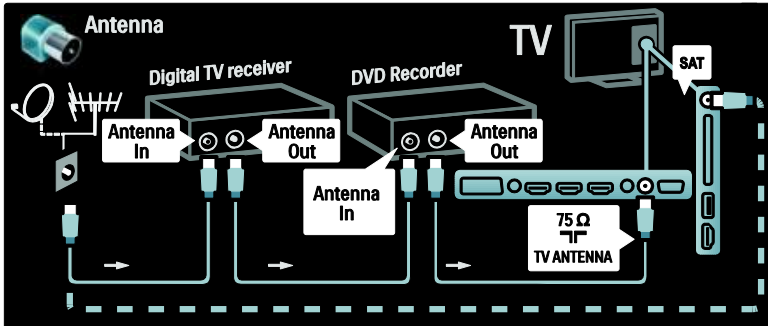 Antenna
TV
Digital TV receiver
DVD Recorder
SAT
Antenna
In
Antenna
Out
Antenna
Out
Antenna
In
75 Ω
TV ANTENNA